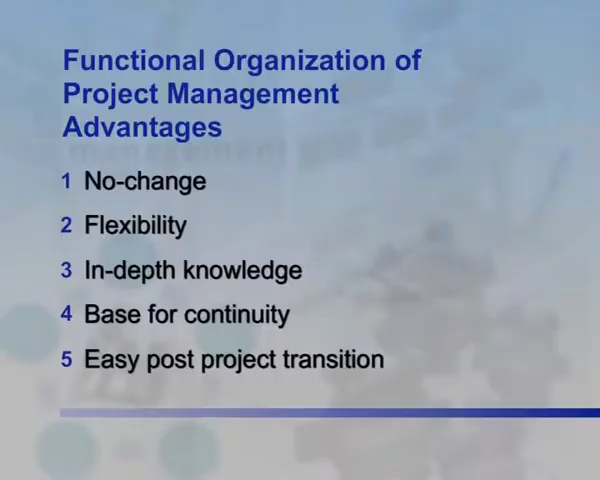 Functional Organization of
Project Management
Advantages
1 No-change
2 Flexibility
3 In-depth knowledge
4 Base for continuity
5 Easy post project transition